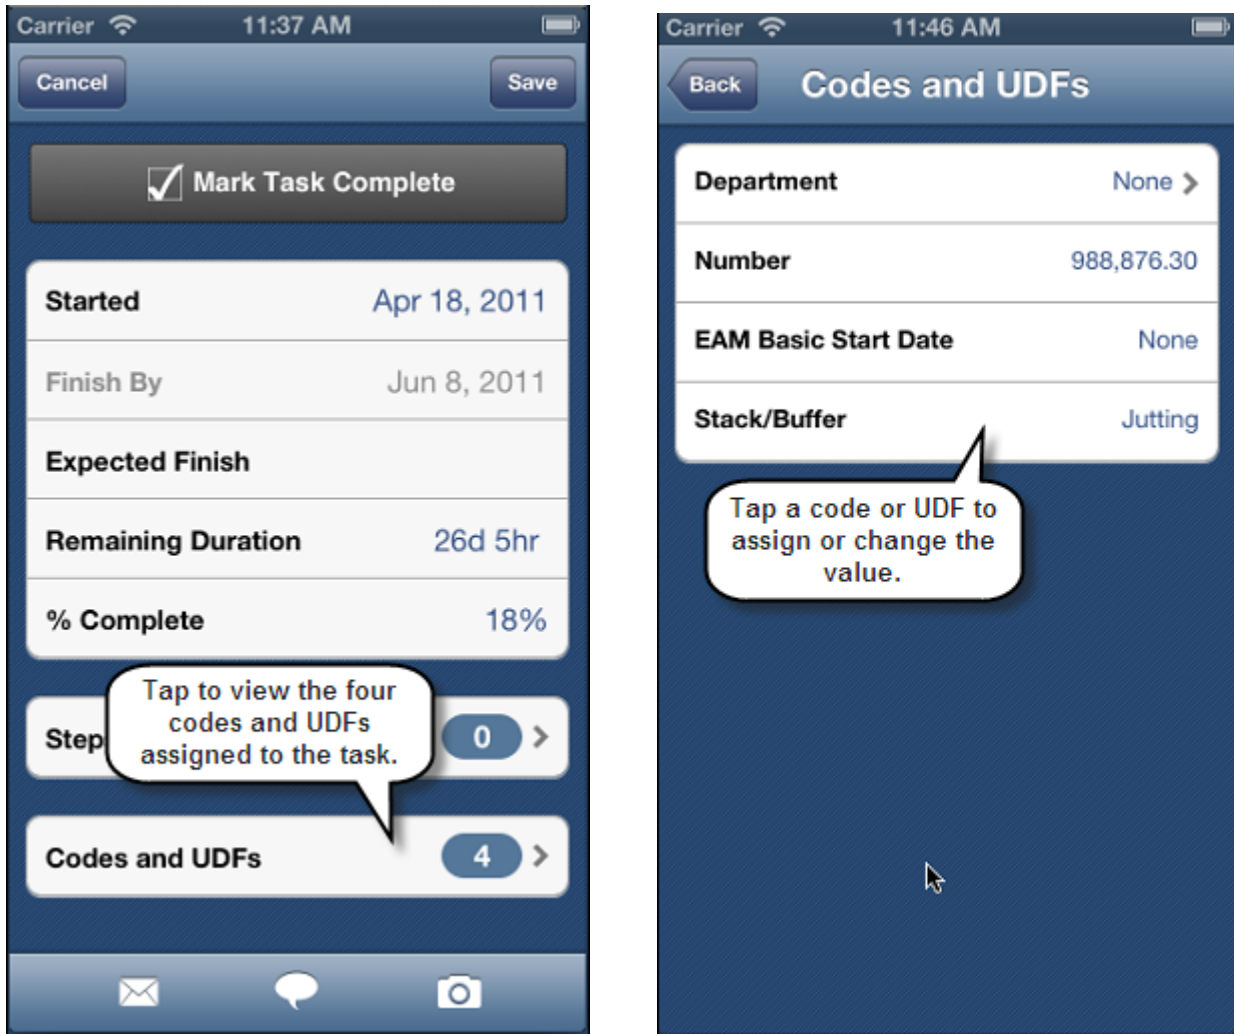 Carrier 11:37 AM
Cancel Save
Mark Task Complete
Started Apr 18, 2011
Finish By Jun 8, 2011
Expected Finish
Remaining Duration 26d 5hr
% Complete 18%
Tap to view the four
codes and UDFs
assigned to the task.
Step 0
Codes and UDFs 4
Carrier 11:46 AM
Back Codes and UDFs
Department None
Number 988,876.30
EAM Basic Start Date None
Stack/Buffer Jutting
Tap a code or UDF to
assign or change the
value.